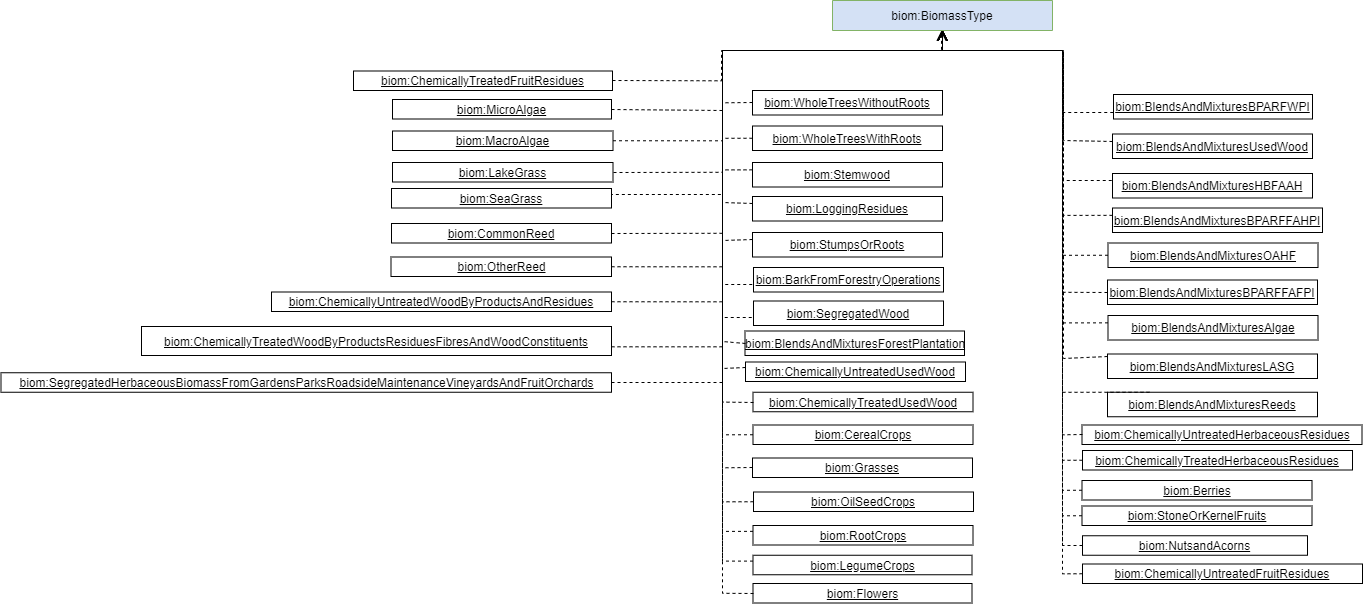 biom:BiomassType
biom:ChemicallyTreatedFruitResidues
biom:MicroAlgae
biom:MacroAlgae
biom:LakeGrass
biom:SeaGrass
biom:CommonReed
biom:OtherReed
biom:ChemicallyUntreatedWoodByProductsAndResidues
biom:ChemicallyTreatedWoodByProductsResiduesFibresAndWoodConstituents
biom:SegregatedHerbaceousBiomassFromGardensParksRoadsideMaintenanceVineyardsAndFruitOrchards
biom:WholeTreesWithoutRoots
biom:WholeTreesWithRoots
biom:Stemwood
biom:LoggingResidues
biom:StumpsOrRoots
biom:BarkFromForestryOperations
biom:SegregatedWood
biom:BlendsAndMixturesForestPlantation
biom:ChemicallyUntreatedUsedWood
biom:ChemicallyTreatedUsedWood
biom:CerealCrops
biom:Grasses
biom:OilSeedCrops
biom:RootCrops
biom:LegumeCrops
biom:Flowers
biom:BlendsAndMixturesBPARFWPI
biom:BlendsAndMixturesUsedWood
biom:BlendsAndMixturesHBFAAH
biom:BlendsAndMixturesBPARFFAHPI
biom:BlendsAndMixturesOAHF
biom:BlendsAndMixturesBPARFFAFPI
biom:BlendsAndMixturesAlgae
biom:BlendsAndMixturesLASG
biom:BlendsAndMixturesReeds
biom:ChemicallyUntreatedHerbaceousResidues
biom:ChemicallyTreatedHerbaceousResidues
biom:Berries
biom:StoneOrKernelFruits
biom:NutsandAcorns
biom:ChemicallyUntreatedFruitResidues